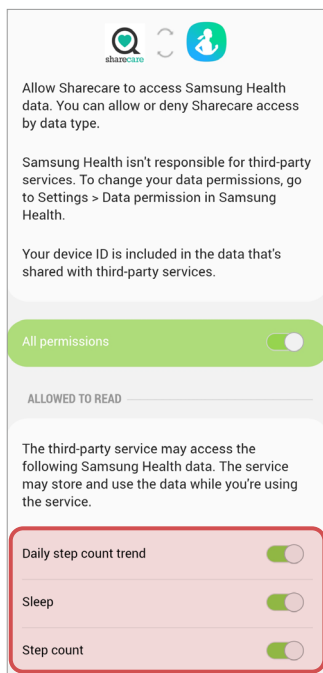 sharecare
Allow Sharecare to access Samsung Health
data. You can allow or deny Sharecare access
by data type.
Samsung Health isn't responsible for third-party
services. To change your data permissions, go
to Settings > Data permission in Samsung
Health.
Your device ID is included in the data that's
shared with third-party services.
All permissions
ALLOWED TO READ
The third-party service may access the
following Samsung Health data. The service
may store and use the data while you're using
the service.
Daily step count trend
Sleep
Step count